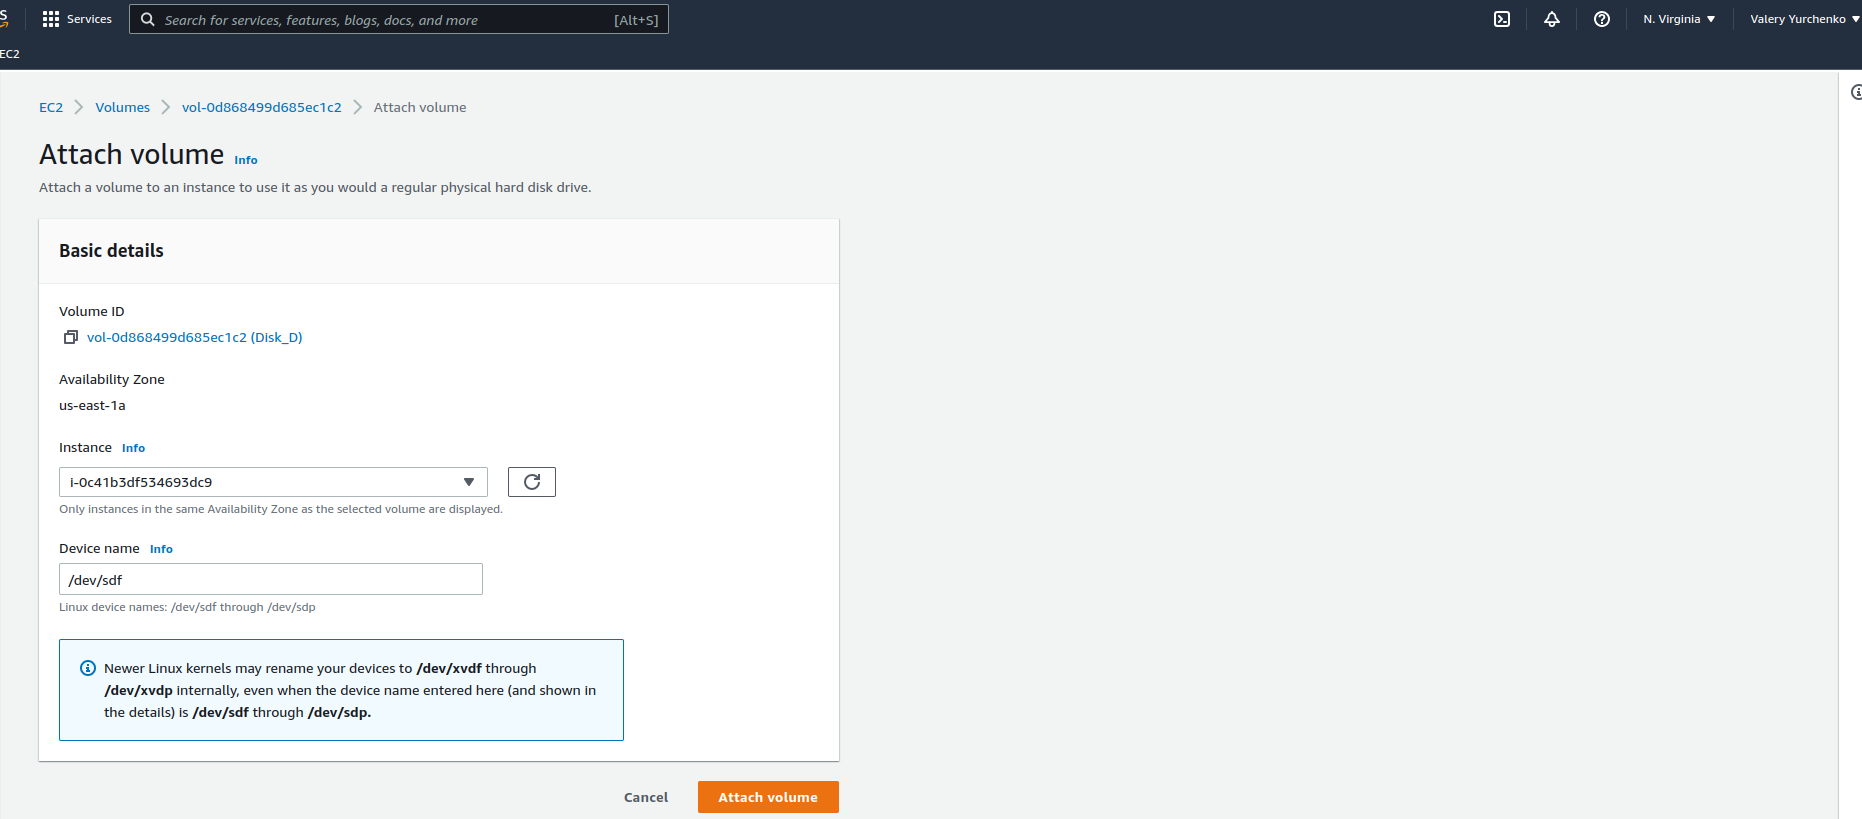 Services
Search for services, features, blogs, docs, and more
[Alt+S]
N. Virginia
Valery Yurchenko
EC2
EC2
Volumes
vol-0d868499d685ec1c2
Attach volume
Attach volume Info
Attach a volume to an instance to use it as you would a regular physical hard disk drive.
Basic details
Volume ID
vol-0d868499d685ec1c2 (Disk_D)
Availability Zone
us-east-1a
Instance Info
i-0c41b3df534693dc9
Only instances in the same Availability Zone as the selected volume are displayed.
Device name Info
/dev/sdf
Linux device names: /dev/sdf through /dev/sdp
Newer Linux kernels may rename your devices to /dev/xvdf through
/dev/xvdp internally, even when the device name entered here (and shown in
the details) is /dev/sdf through /dev/sdp.
Cancel
Attach volume